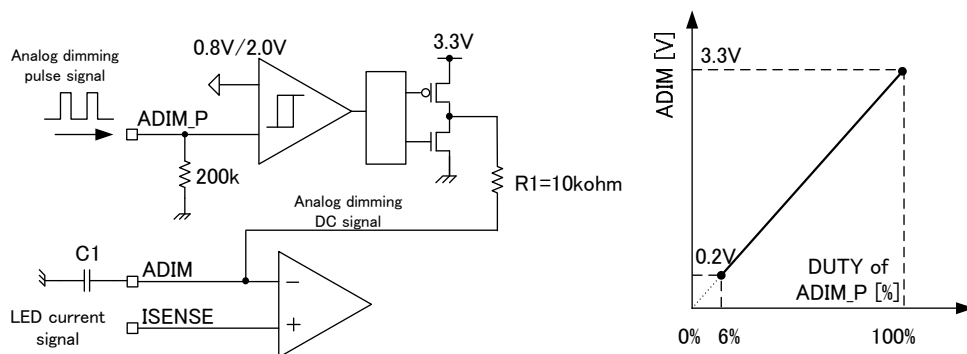 Analog dimming
pulse signal
0.8V/2.0V
3.3V
ADIM_P
200k
R1=10kohm
Analog dimming
DC signal
C1
ADIM
−
LED current
signal
ISENSE
+
ADIM [V]
3.3V
0.2V
DUTY of
ADIM_P [%]
0% 6% 100%